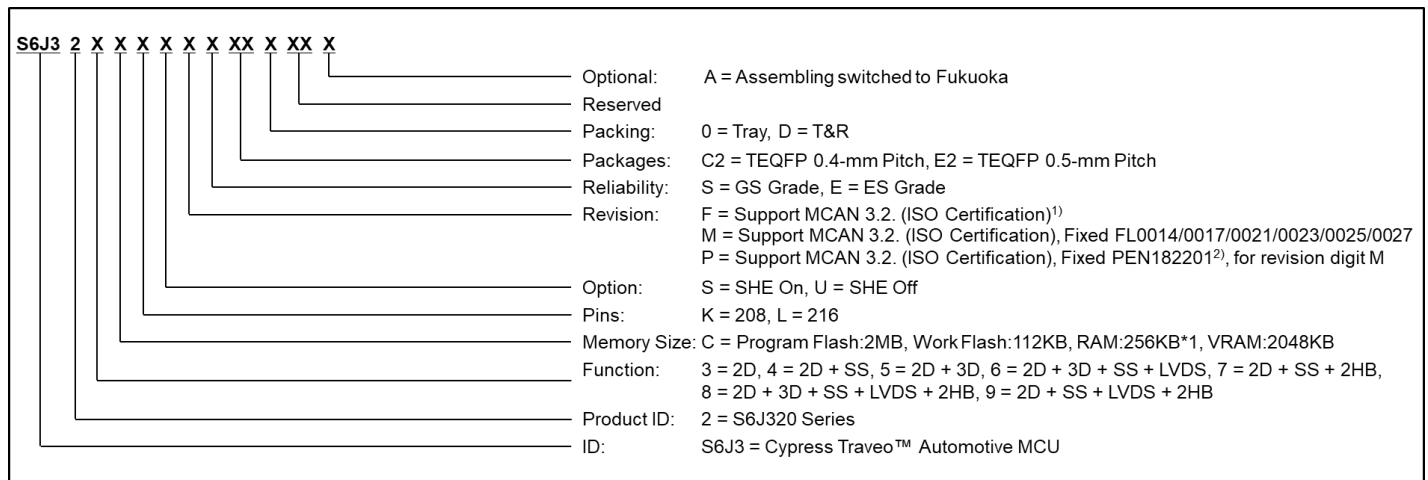 S6J3 2 X X X X X X XX X XX X
Optional: A = Assembling switched to Fukuoka
Reserved
Packing: 0 = Tray, D = T&R
Packages: C2 = TEQFP 0.4-mm Pitch, E2 = TEQFP 0.5-mm Pitch
Reliability: S = GS Grade, E = ES Grade
Revision: F = Support MCAN 3.2. (ISO Certification)1)
M = Support MCAN 3.2. (ISO Certification), Fixed FL0014/0017/0021/0023/0025/0027
P = Support MCAN 3.2. (ISO Certification), Fixed PEN1822012), for revision digit M
Option: S = SHE On, U = SHE Off
Pins: K = 208, L = 216
Memory Size: C = Program Flash:2MB, Work Flash:112KB, RAM:256KB*1, VRAM:2048KB
Function: 3 = 2D, 4 = 2D + SS, 5 = 2D + 3D, 6 = 2D + 3D + SS + LVDS, 7 = 2D + SS + 2HB,
8 = 2D + 3D + SS + LVDS + 2HB, 9 = 2D + SS + LVDS + 2HB
Product ID: 2 = S6J320 Series
ID: S6J3 = Cypress Traveo™ Automotive MCU